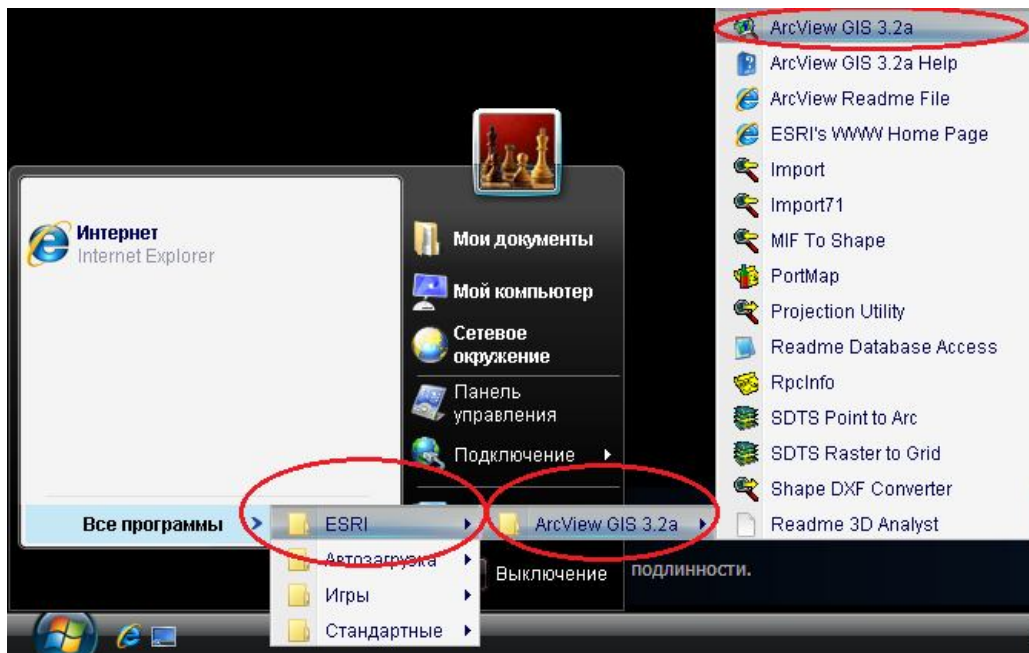 Интернет
Internet Explorer
Все программы
Мои документы
Мой компьютер
Сетевое
окружение
Панель
управления
Подключение
Выключение
ESRI
Автозагрузка
Игры
Стандартные
ArcView GIS 3.2a
ArcView GIS 3.2a
ArcView GIS 3.2a Help
ArcView Readme File
ESRI's WWW Home Page
Import
Import71
MIF To Shape
PortMap
Projection Utility
Readme Database Access
RpcInfo
SDTS Point to Arc
SDTS Raster to Grid
Shape DXF Converter
Readme 3D Analyst
подлинности.